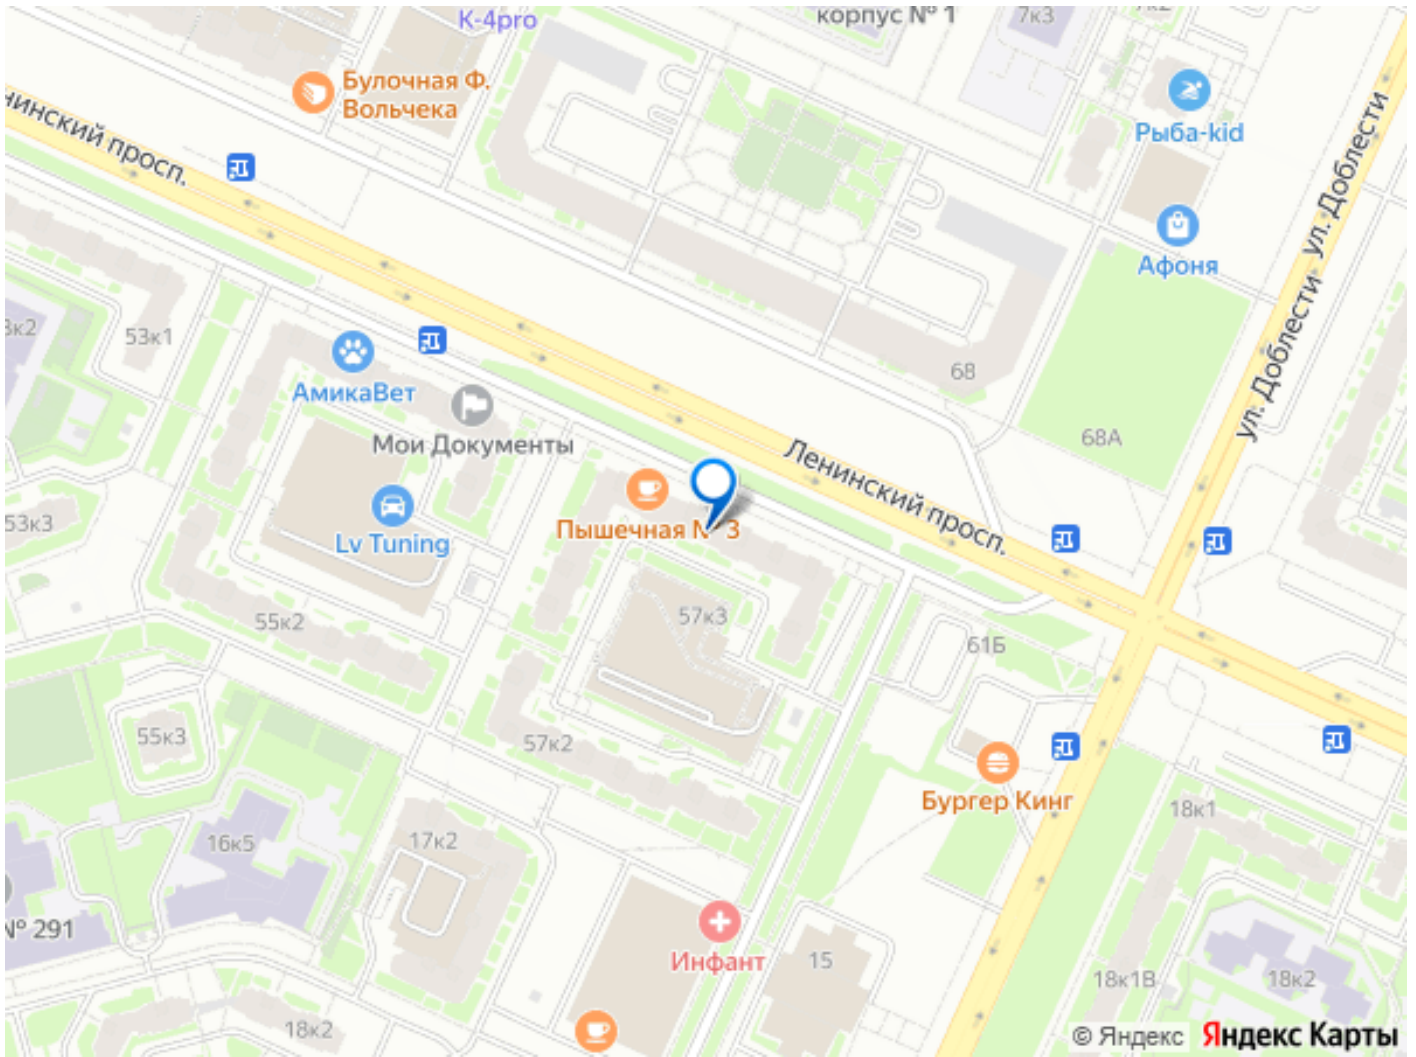 К-4pro
корпус № 1
7к3
Булочная Ф.
Вольчека
Рыба-kid
нинский просп.
ул. Доблести
Афоня
3к2
53к1
ул. Доблести
АмикаВет
68
Мои Документы
68А
Ленинский просп.
53к3
Lv Tuning
Пышечная № 3
55к2
57к3
61Б
55к3
57к2
Бургер Кинг
18к1
16к5
17к2
№ 291
Инфант
15
18к1В
18к2
18к2
© Яндекс Яндекс Карты